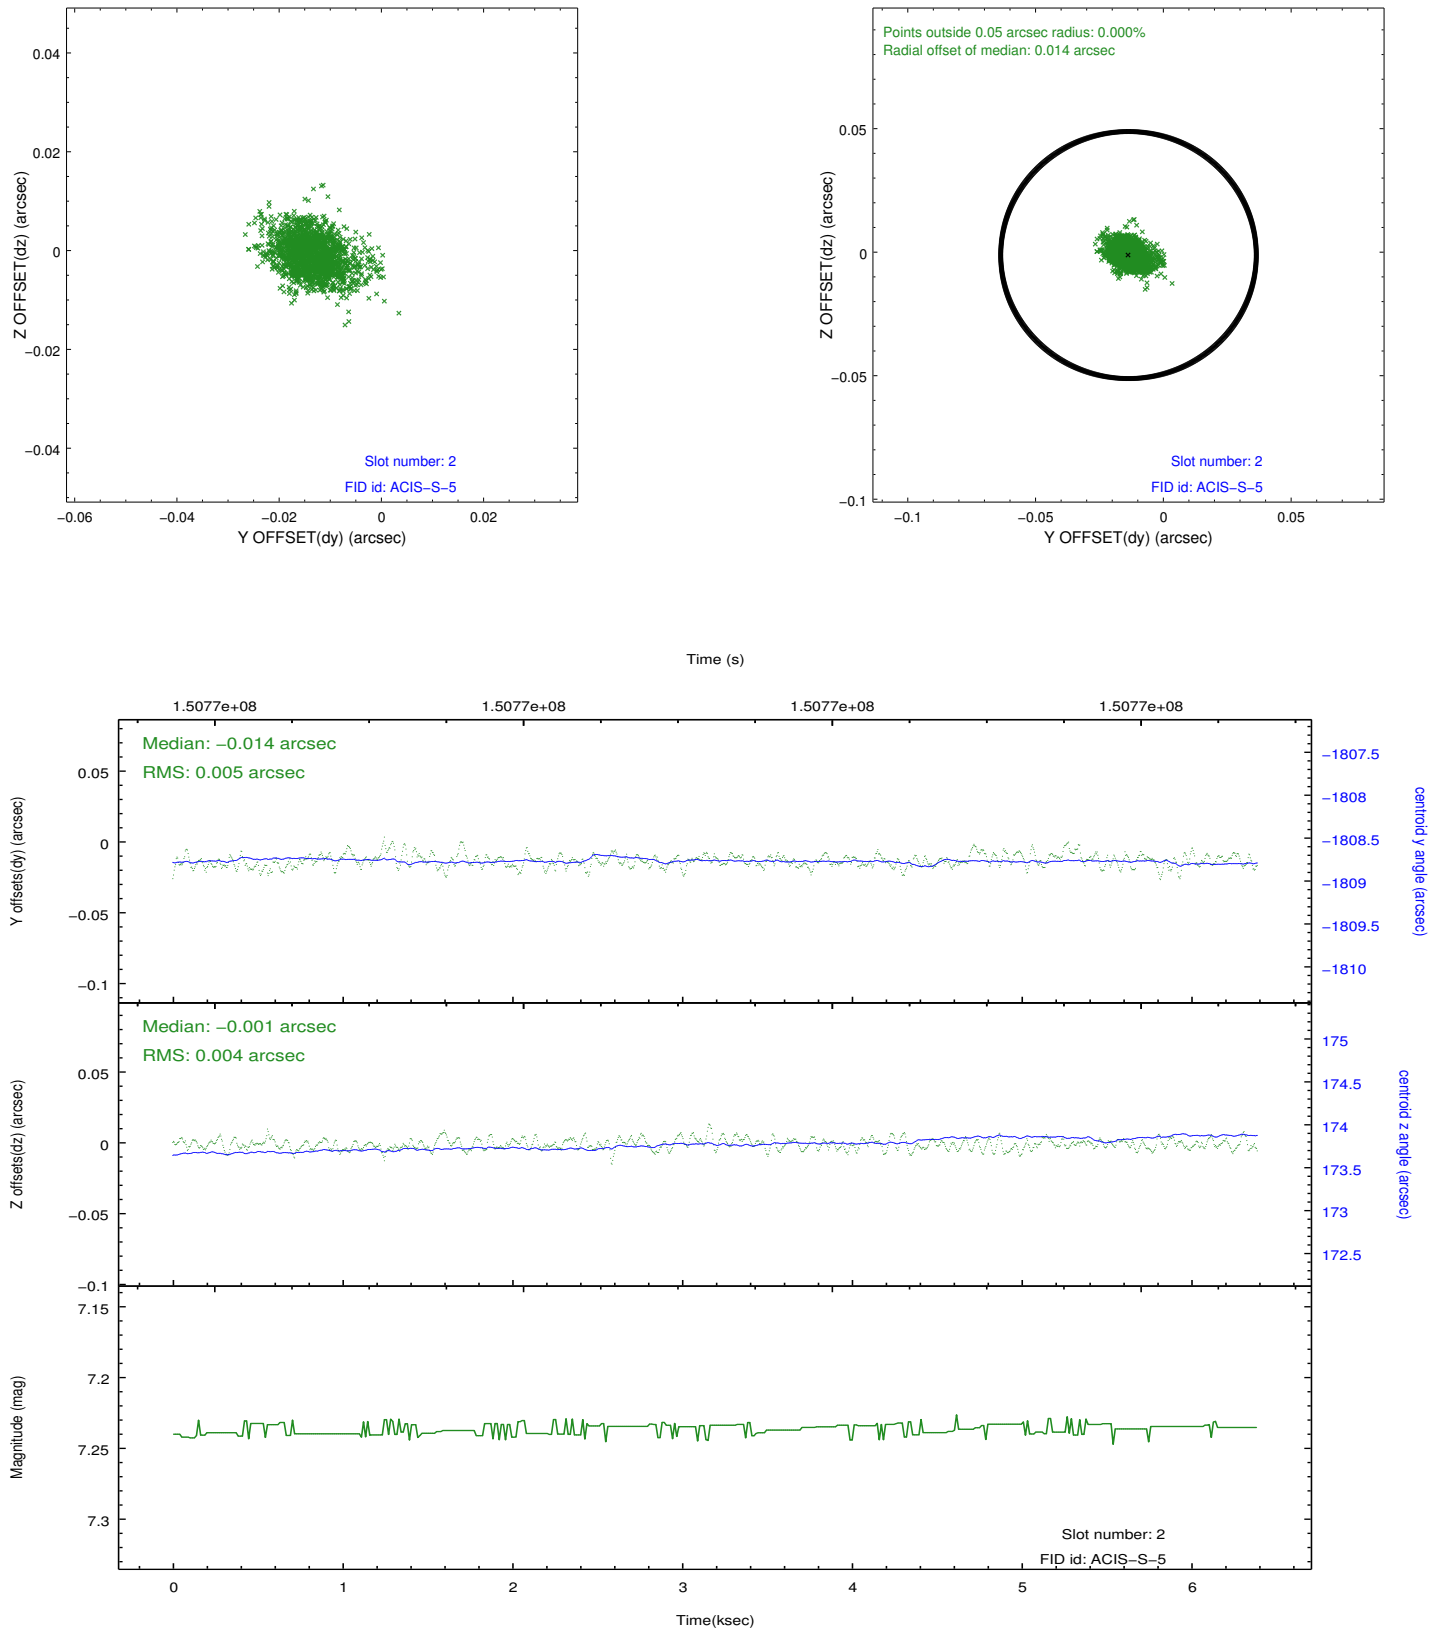 0.04
0.02
0
−0.02
−0.04
Z OFFSET(dz) (arcsec)
Slot number: 2
FID id: ACIS−S−5
−0.06
−0.04
−0.02
0
0.02
Y OFFSET(dy) (arcsec)
Points outside 0.05 arcsec radius: 0.000%
Radial offset of median: 0.014 arcsec
0.05
0
−0.05
−0.1
Z OFFSET(dz) (arcsec)
Slot number: 2
FID id: ACIS−S−5
−0.1
−0.05
0
0.05
Y OFFSET(dy) (arcsec)
Time (s)
1.5077e+08
1.5077e+08
1.5077e+08
1.5077e+08
Median: −0.014 arcsec
RMS: 0.005 arcsec
0.05
0
−0.05
−0.1
Y offsets(dy) (arcsec)
−1807.5
−1808
−1808.5
−1809
−1809.5
−1810
centroid y angle (arcsec)
Median: −0.001 arcsec
RMS: 0.004 arcsec
0.05
0
−0.05
−0.1
Z offsets(dz) (arcsec)
175
174.5
174
173.5
173
172.5
centroid z angle (arcsec)
7.15
7.2
7.25
7.3
Magnitude (mag)
Slot number: 2
FID id: ACIS−S−5
0
1
2
3
4
5
6
Time(ksec)